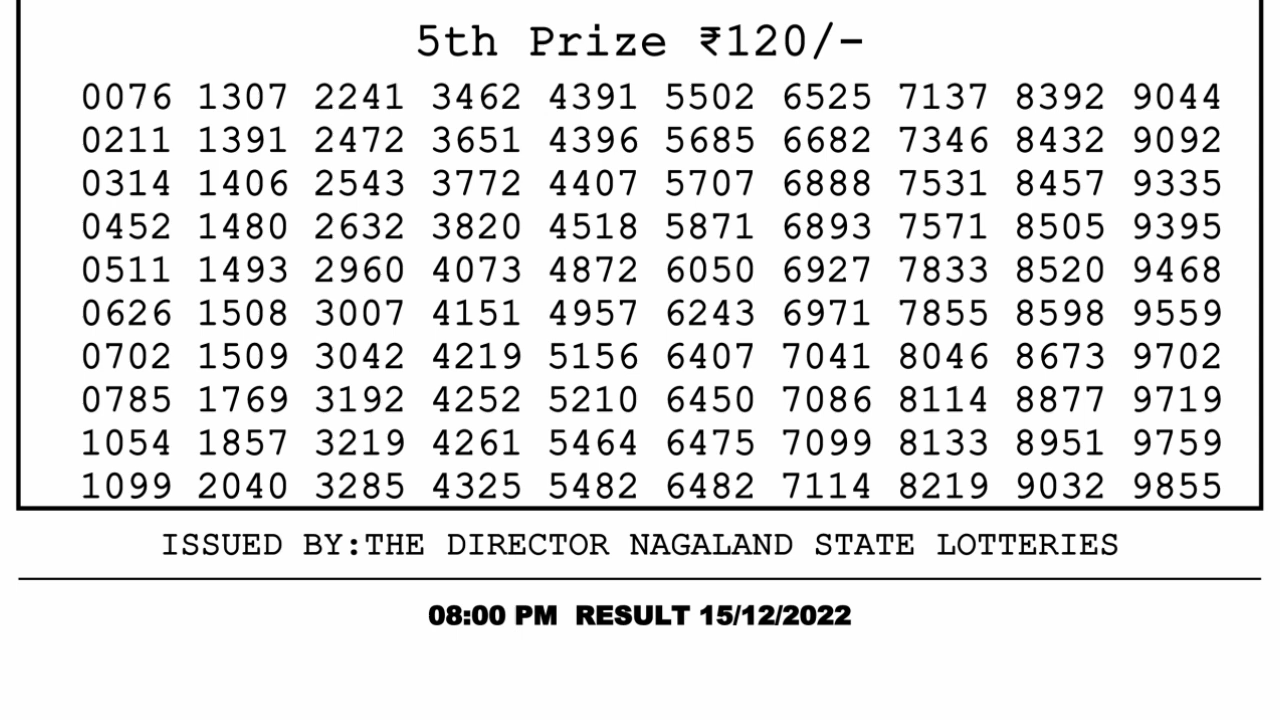 5th Prize ₹120/-
0076 1307 2241 3462 4391 5502 6525 7137 8392 9044
0211 1391 2472 3651 4396 5685 6682 7346 8432 9092
0314 1406 2543 3772 4407 5707 6888 7531 8457 9335
0452 1480 2632 3820 4518 5871 6893 7571 8505 9395
0511 1493 2960 4073 4872 6050 6927 7833 8520 9468
0626 1508 3007 4151 4957 6243 6971 7855 8598 9559
0702 1509 3042 4219 5156 6407 7041 8046 8673 9702
0785 1769 3192 4252 5210 6450 7086 8114 8877 9719
1054 1857 3219 4261 5464 6475 7099 8133 8951 9759
1099 2040 3285 4325 5482 6482 7114 8219 9032 9855
ISSUED BY:THE DIRECTOR NAGALAND STATE LOTTERIES
08:00 PM RESULT 15/12/2022